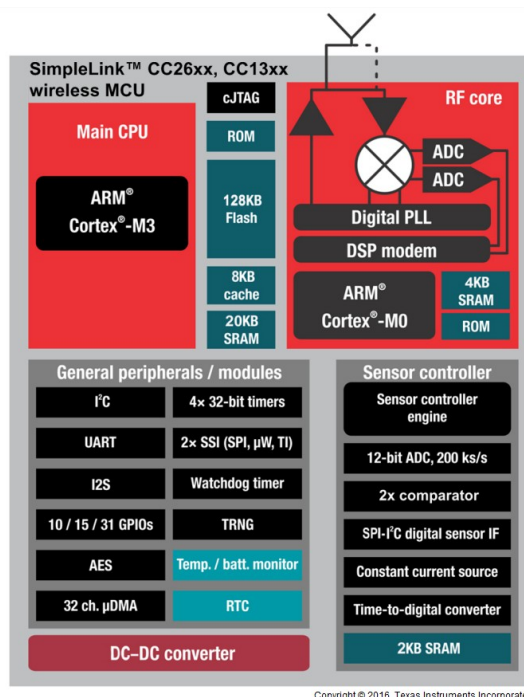 SimpleLink™ CC26xx, CC13xx
wireless MCU
Main CPU
ARM®
Cortex®-M3
cJTAG
ROM
128KB
Flash
8KB
cache
20KB
SRAM
RF core
ADC
ADC
Digital PLL
DSP modem
ARM®
Cortex®-M0
4KB
SRAM
ROM
General peripherals / modules
I²C
4× 32-bit timers
UART
2× SSI (SPI, µW, TI)
I2S
Watchdog timer
10 / 15 / 31 GPIOs
TRNG
AES
Temp. / batt. monitor
32 ch. µDMA
RTC
Sensor controller
Sensor controller
engine
12-bit ADC, 200 ks/s
2x comparator
SPI-I²C digital sensor IF
Constant current source
Time-to-digital converter
2KB SRAM
DC–DC converter
Copyright © 2016, Texas Instruments Incorporate